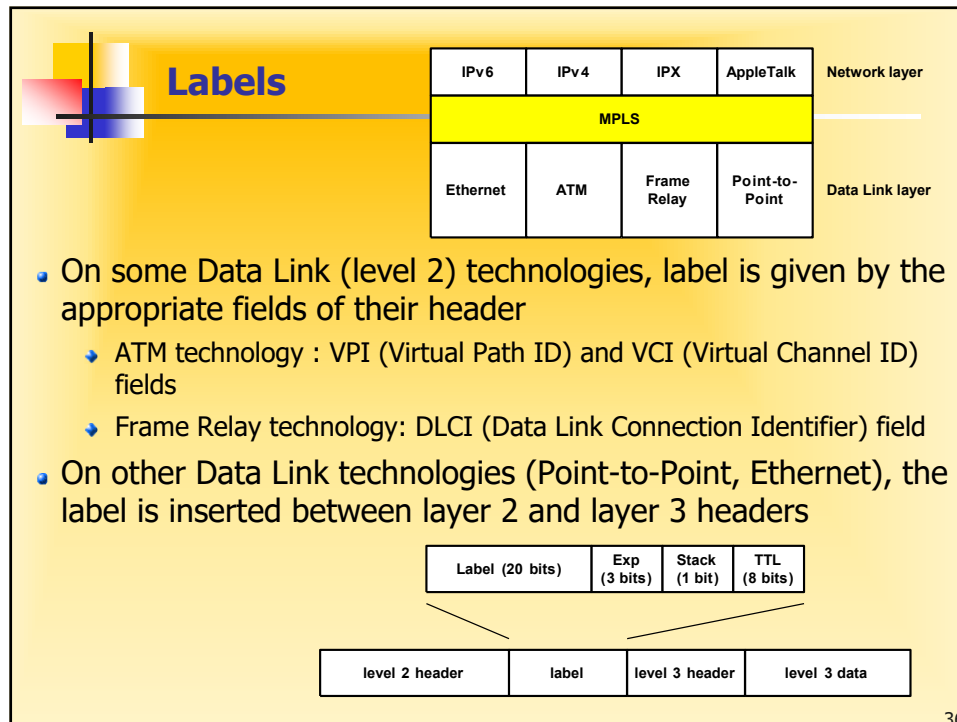 Labels
IPv6 IPv4 IPX AppleTalk Network layer
MPLS
Ethernet ATM Frame Relay Point-to-Point Data Link layer
On some Data Link (level 2) technologies, label is given by the
appropriate fields of their header
ATM technology : VPI (Virtual Path ID) and VCI (Virtual Channel ID)
fields
Frame Relay technology: DLCI (Data Link Connection Identifier) field
On other Data Link technologies (Point-to-Point, Ethernet), the
label is inserted between layer 2 and layer 3 headers
Label (20 bits) Exp (3 bits) Stack (1 bit) TTL (8 bits)
level 2 header label level 3 header level 3 data